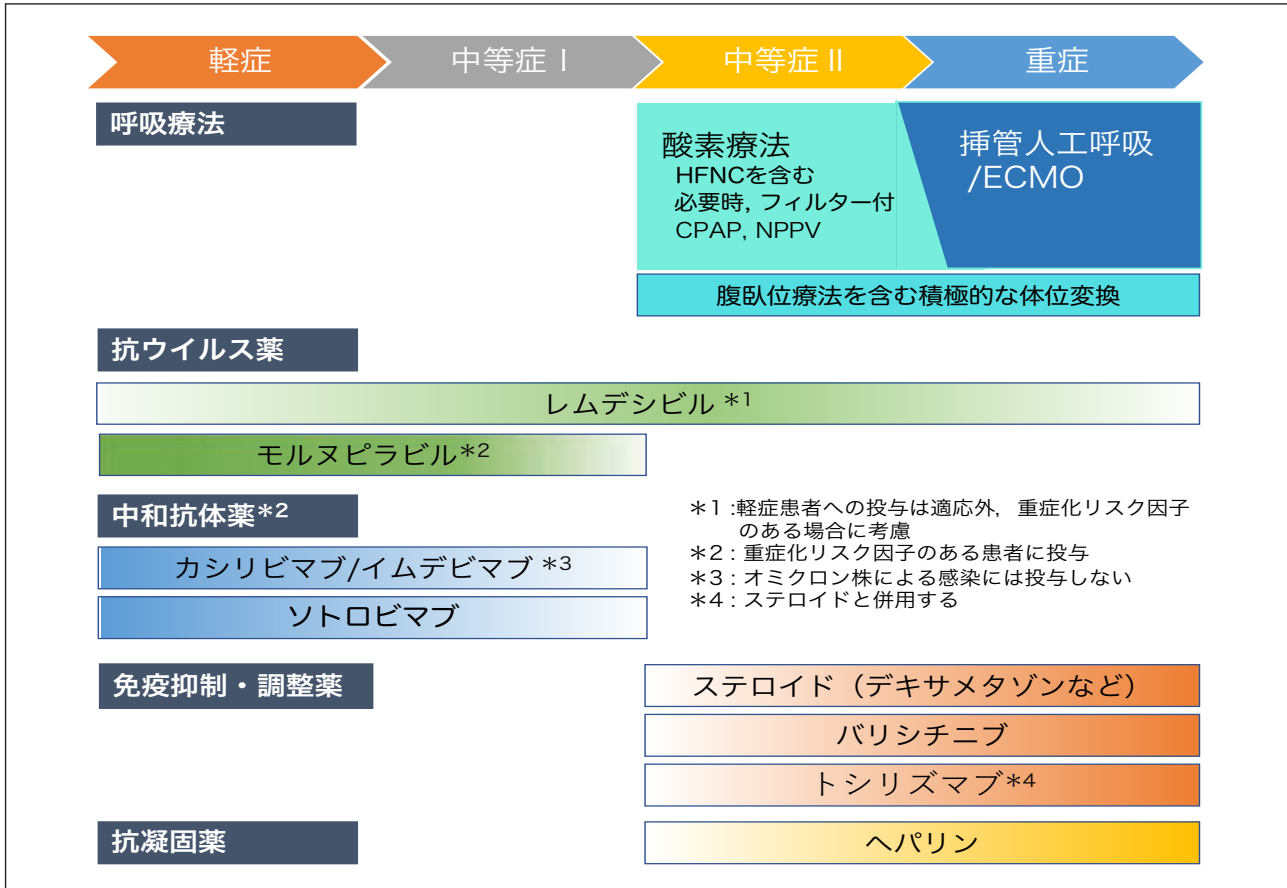 軽症
中等症 Ⅰ
中等症 Ⅱ
重症
呼吸療法
酸素療法
HFNCを含む
必要時, フィルター付
CPAP, NPPV
挿管人工呼吸
/ECMO
腹臥位療法を含む積極的な体位変換
抗ウイルス薬
レムデシビル *1
モルヌピラビル*2
中和抗体薬*2
カシリビマブ/イムデビマブ *3
ソトロビマブ
*1 :軽症患者への投与は適応外, 重症化リスク因子
のある場合に考慮
*2 : 重症化リスク因子のある患者に投与
*3 : オミクロン株による感染には投与しない
*4 : ステロイドと併用する
免疫抑制・調整薬
ステロイド（デキサメタゾンなど）
バリシチニブ
トシリズマブ*4
抗凝固薬
ヘパリン